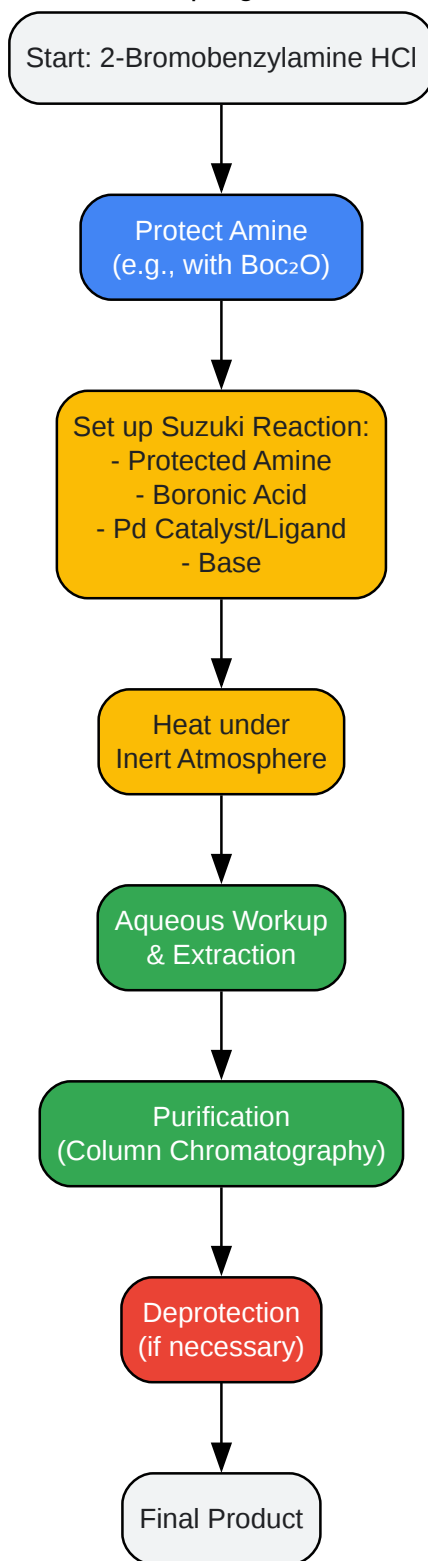 Start: 2-Bromobenzylamine HCl
Protect Amine
(e.g., with Boc₂O)
Set up Suzuki Reaction:
- Protected Amine
- Boronic Acid
- Pd Catalyst/Ligand
- Base
Heat under
Inert Atmosphere
Aqueous Workup
& Extraction
Purification
(Column Chromatography)
Deprotection
(if necessary)
Final Product